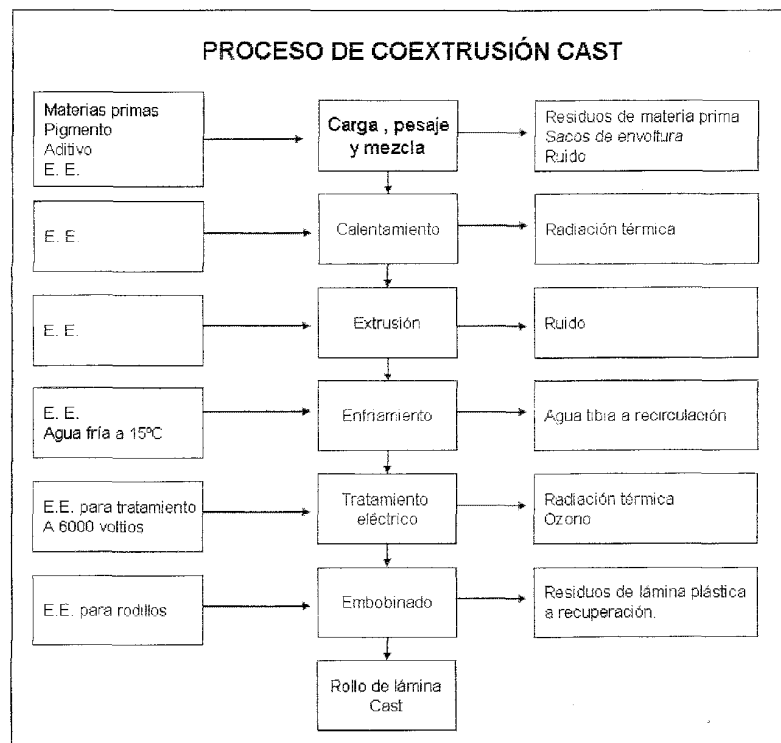 PROCESO DE COEXTRUSIÓN CAST
Materias primas
Pigmento
Aditivo
E. E.
Carga , pesaje
y mezcla
Residuos de materia prima
Sacos de envoltura
Ruido
E. E.
Calentamiento
Radiación térmica
E. E.
Extrusión
Ruido
E. E.
Agua fría a 15ºC
Enfriamiento
Agua tibia a recirculación
E.E. para tratamiento
A 6000 voltios
Tratamiento
eléctrico
Radiación térmica
Ozono
E.E. para rodillos
Embobinado
Residuos de lámina plástica
a recuperación.
Rollo de lámina
Cast